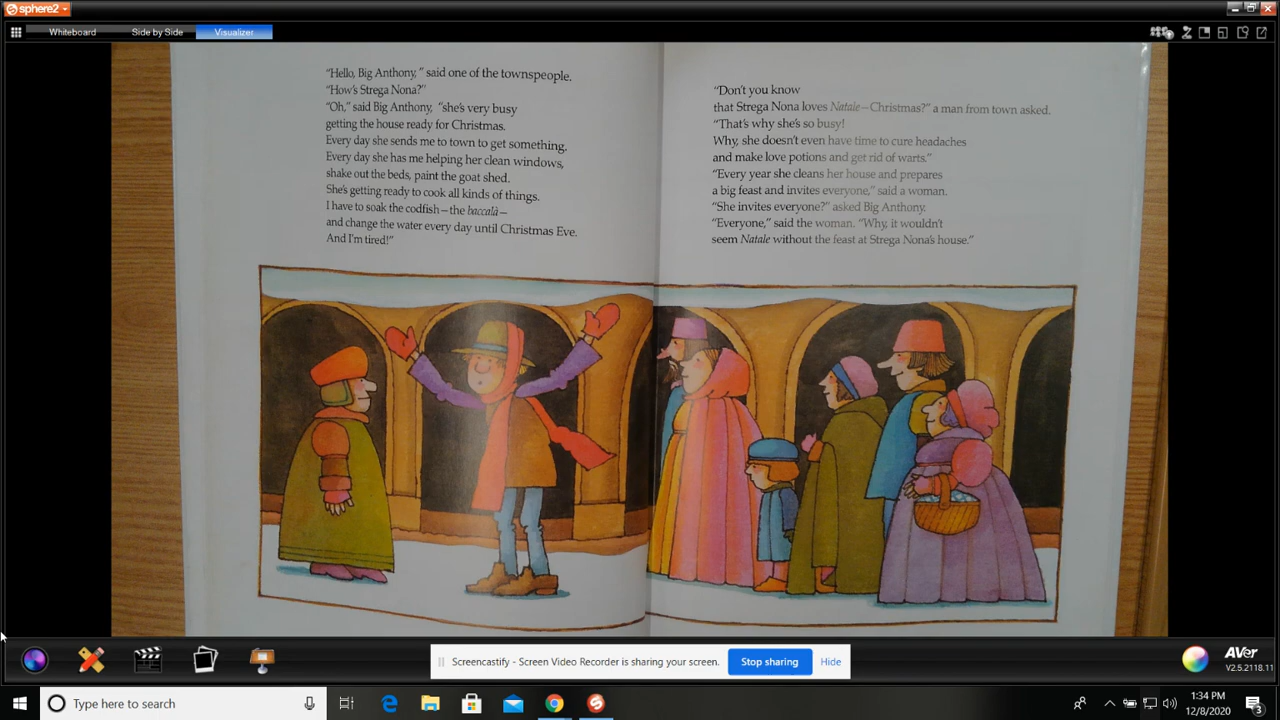 sphere2
Whiteboard
Side by Side
Visualizer
"Hello, Big Anthony," said one of the townspeople.
"How's Strega Nona?"
"Oh," said Big Anthony, "she's very busy
getting the house ready for Christmas.
Every day she sends me to town to get something.
Every day she has me helping her clean windows,
shake out the beds, paint the goat shed.
She's getting ready to cook all kinds of things.
I have to soak the codfish—the baccalà—
and change the water every day until Christmas Eve.
And I'm tired!"
"Don't you know
that Strega Nona loves Natale—Christmas?" a man from town asked.
"That's why she's so busy!
Why, she doesn't even have time to cure headaches
and make love potions and get rid of warts."
"Every year she cleans her house and prepares
a big feast and invites everyone," said a woman.
"She invites everyone?" asked Big Anthony.
"Everyone," said the woman. "Why, it wouldn't
seem Natale without the feast at Strega Nona's house."
Screencastify - Screen Video Recorder is sharing your screen.
Stop sharing
Hide
AVer
V2.5.2118.11
Type here to search
1:34 PM
12/8/2020
3